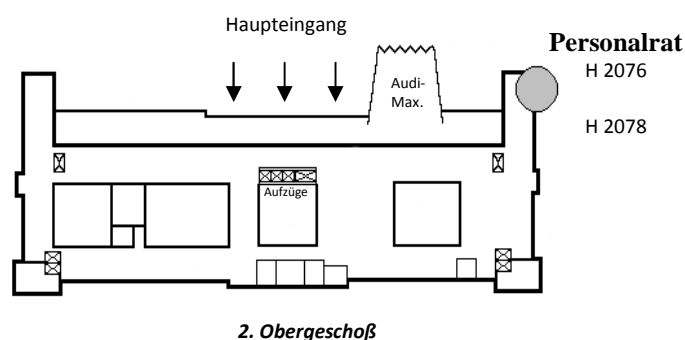 Haupteingang
Personalrat
H 2076
Audi-
Max.
H 2078
Aufzüge
2. Obergeschoß